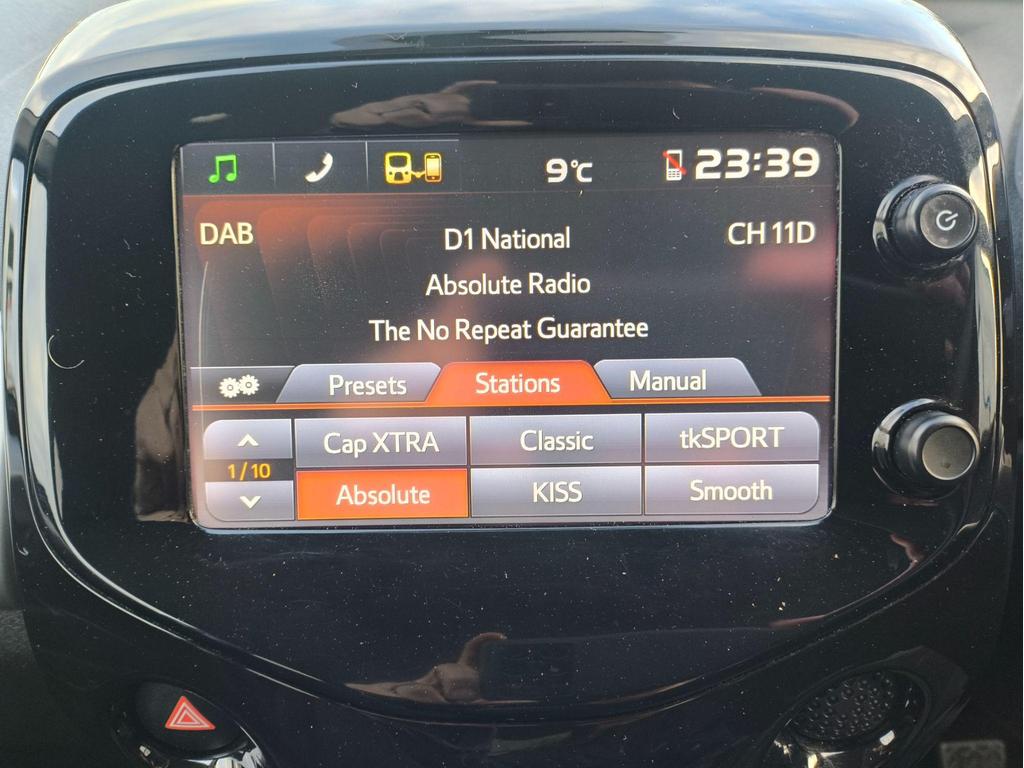 9°C 23:39
DAB D1 National CH 11D
Absolute Radio
The No Repeat Guarantee
Presets Stations Manual
Cap XTRA Classic tkSPORT
1/10
Absolute KISS Smooth